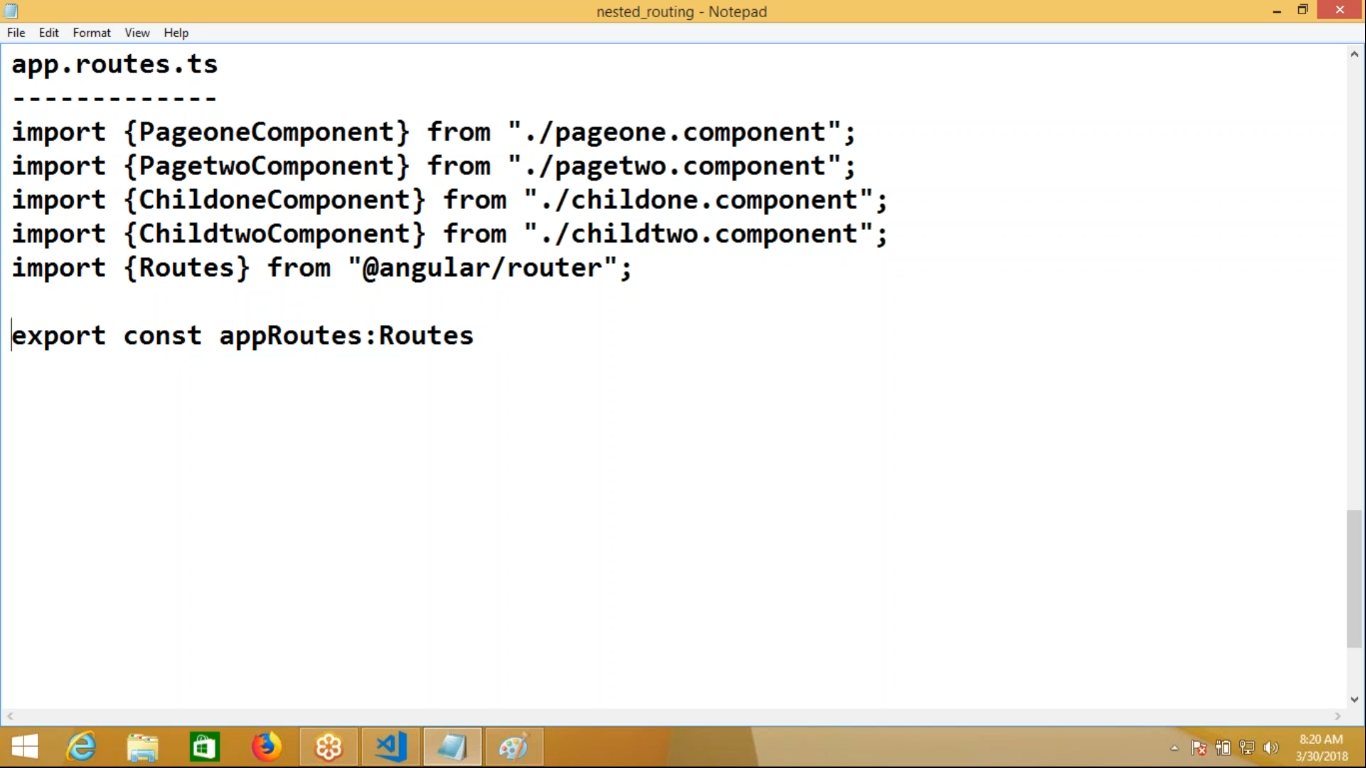 nested_routing - Notepad
File Edit Format View Help
app.routes.ts
-------------
import {PageoneComponent} from "./pageone.component";
import {PagetwoComponent} from "./pagetwo.component";
import {ChildoneComponent} from "./childone.component";
import {ChildtwoComponent} from "./childtwo.component";
import {Routes} from "@angular/router";
export const appRoutes:Routes
8:20 AM
3/30/2018